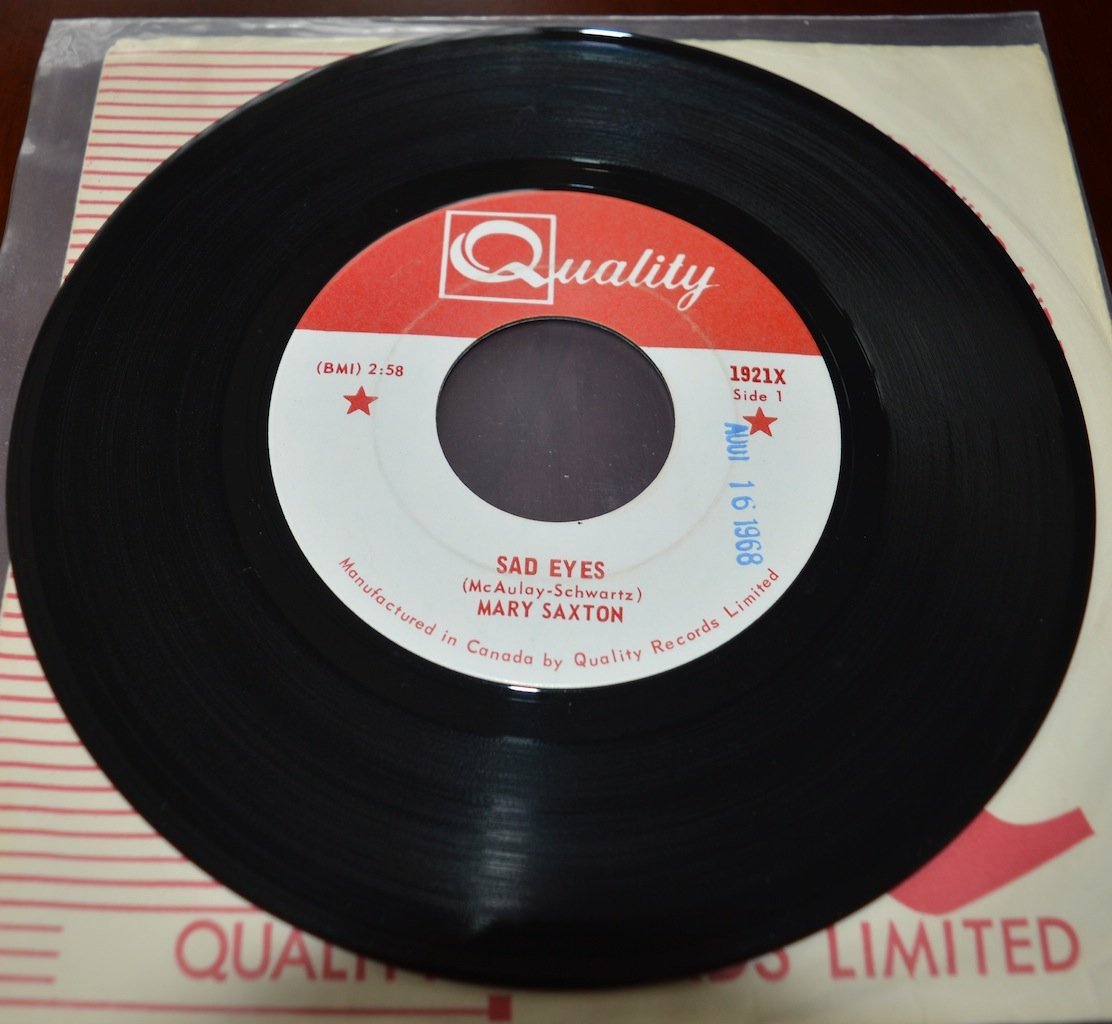 Quality
(BMI) 2:58
1921X
Side 1
16 1968
SAD EYES
(McAulay-Schwartz)
MARY SAXTON
Manufactured in Canada by Quality Records Limited
LIMITED